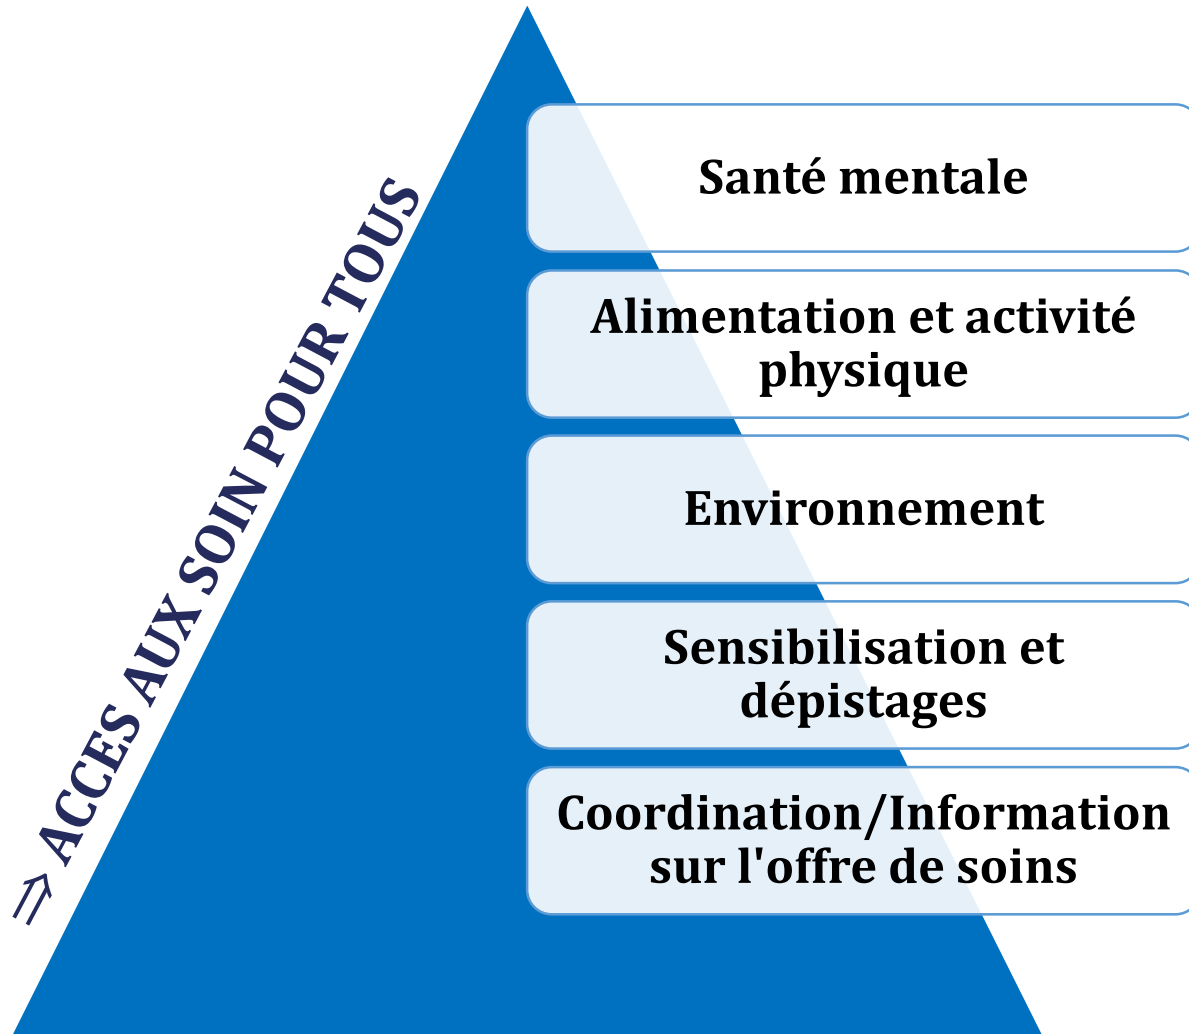 ⇒ ACCES AUX SOIN POUR TOUS
Santé mentale
Alimentation et activité
physique
Environnement
Sensibilisation et
dépistages
Coordination/Information
sur l'offre de soins